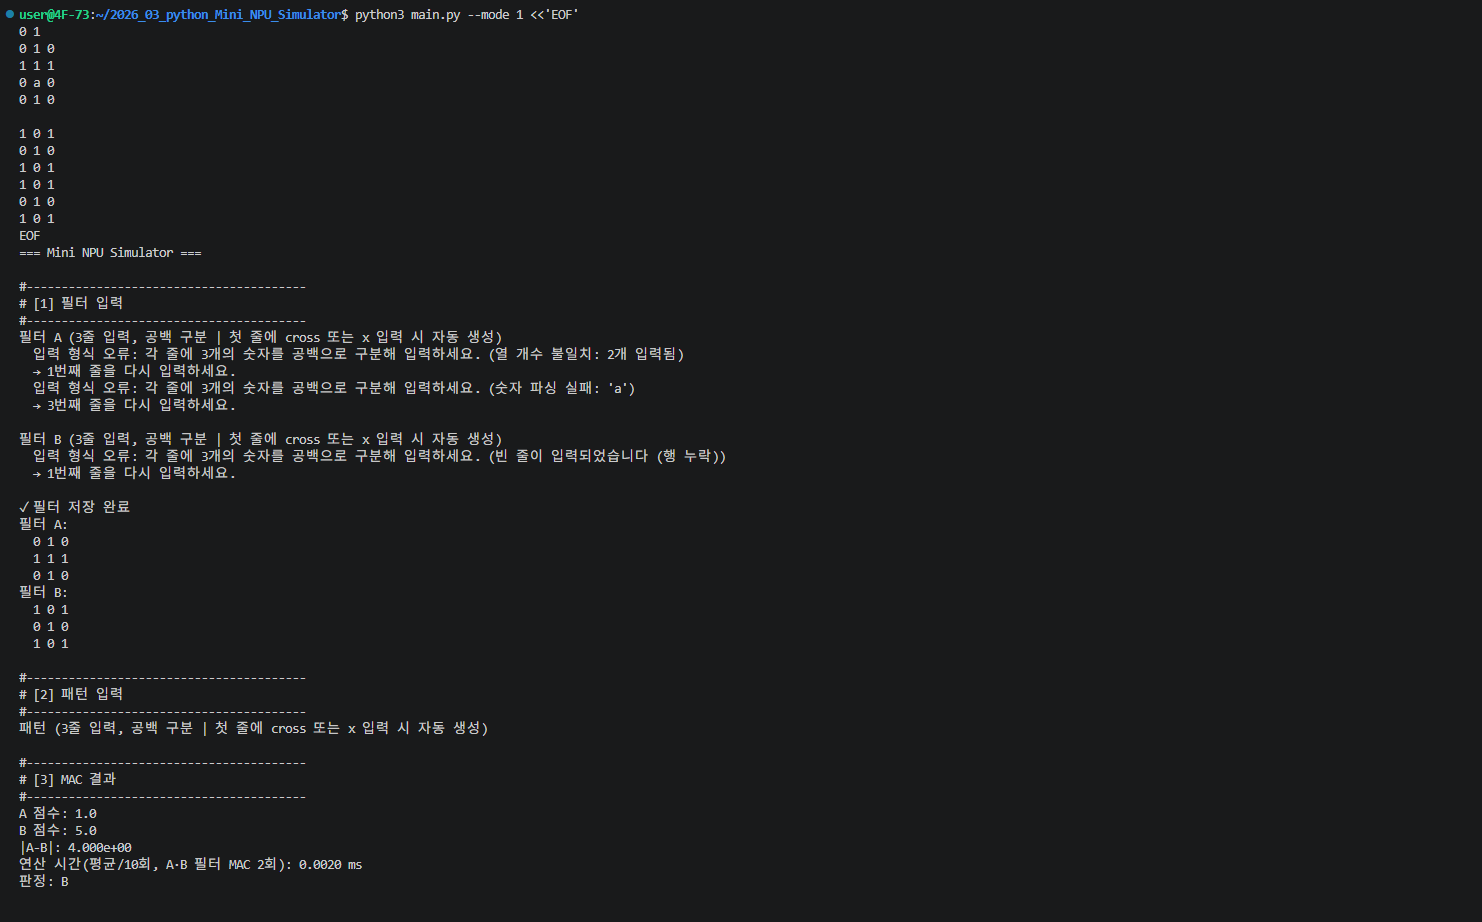 user@4F-73:~/2026_03_python_Mini_NPU_Simulator$ python3 main.py --mode 1 <<'EOF'
0 1
0 1 0
1 1 1
0 a 0
0 1 0
1 0 1
0 1 0
1 0 1
1 0 1
0 1 0
1 0 1
EOF
=== Mini NPU Simulator ===
#----------------------------------------
# [1] 필터 입력
#----------------------------------------
필터 A (3줄 입력, 공백 구분 | 첫 줄에 cross 또는 x 입력 시 자동 생성)
입력 형식 오류: 각 줄에 3개의 숫자를 공백으로 구분해 입력하세요. (열 개수 불일치: 2개 입력됨)
→ 1번째 줄을 다시 입력하세요.
입력 형식 오류: 각 줄에 3개의 숫자를 공백으로 구분해 입력하세요. (숫자 파싱 실패: 'a')
→ 3번째 줄을 다시 입력하세요.
필터 B (3줄 입력, 공백 구분 | 첫 줄에 cross 또는 x 입력 시 자동 생성)
입력 형식 오류: 각 줄에 3개의 숫자를 공백으로 구분해 입력하세요. (빈 줄이 입력되었습니다 (행 누락))
→ 1번째 줄을 다시 입력하세요.
✓ 필터 저장 완료
필터 A:
0 1 0
1 1 1
0 1 0
필터 B:
1 0 1
0 1 0
1 0 1
#----------------------------------------
# [2] 패턴 입력
#----------------------------------------
패턴 (3줄 입력, 공백 구분 | 첫 줄에 cross 또는 x 입력 시 자동 생성)
#----------------------------------------
# [3] MAC 결과
#----------------------------------------
A 점수: 1.0
B 점수: 5.0
|A-B|: 4.000e+00
연산 시간(평균/10회, A·B 필터 MAC 2회): 0.0020 ms
판정: B